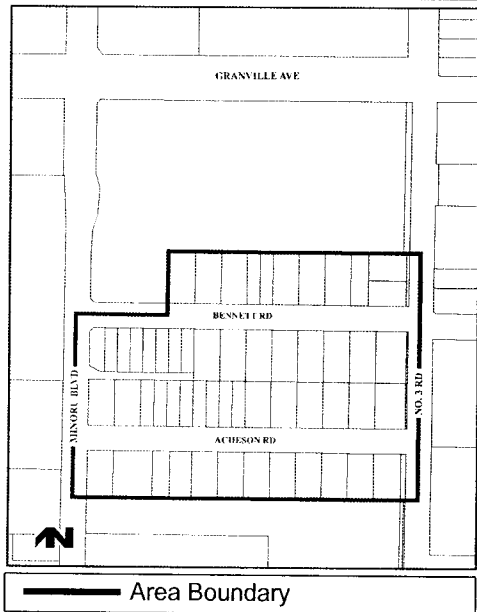 GRANVILLE AVE
BENNETT RD
MINORU BLVD
NO. 3 RD
ACHESON RD
N
Area Boundary